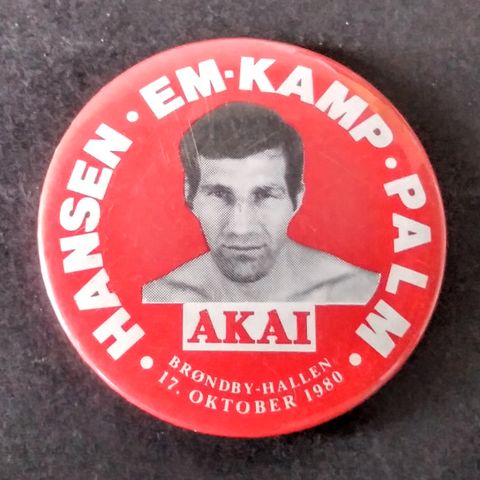 HANSEN · EM-KAMP · PALM ·
AKAI
BRØNDBY-HALLEN
17. OKTOBER 1980